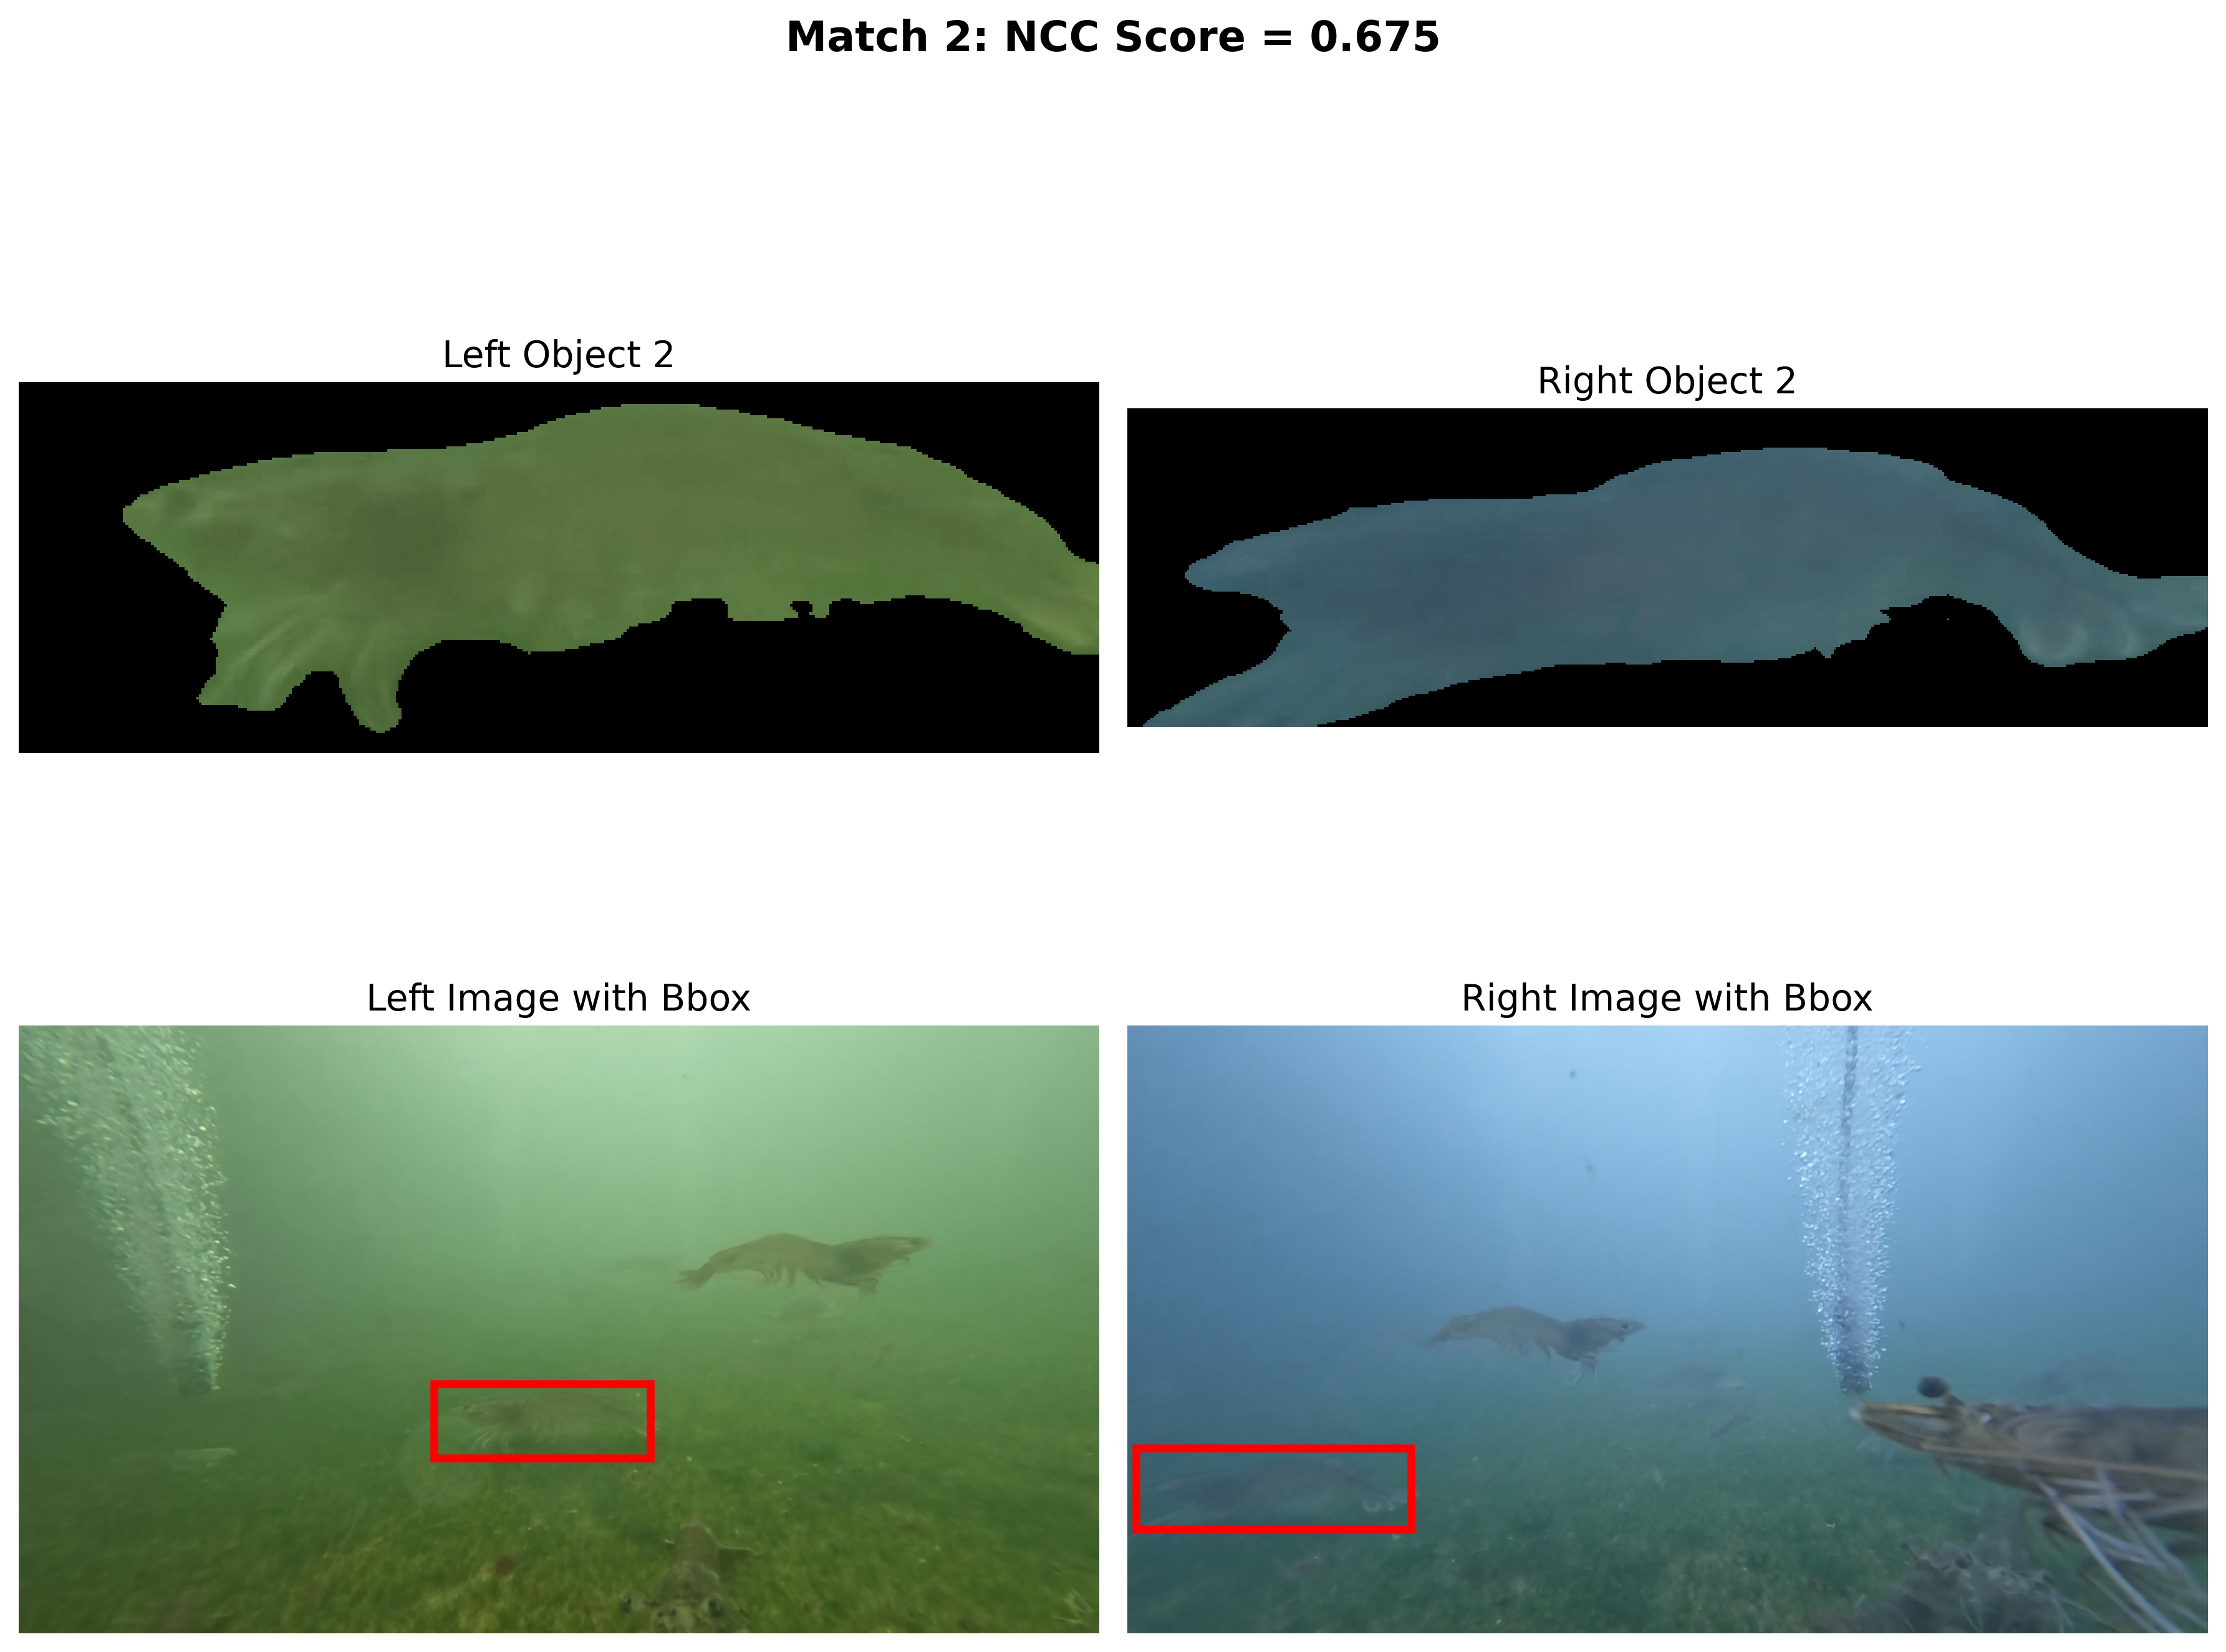 Match 2: NCC Score = 0.675
Left Object 2
Right Object 2
Left Image with Bbox
Right Image with Bbox